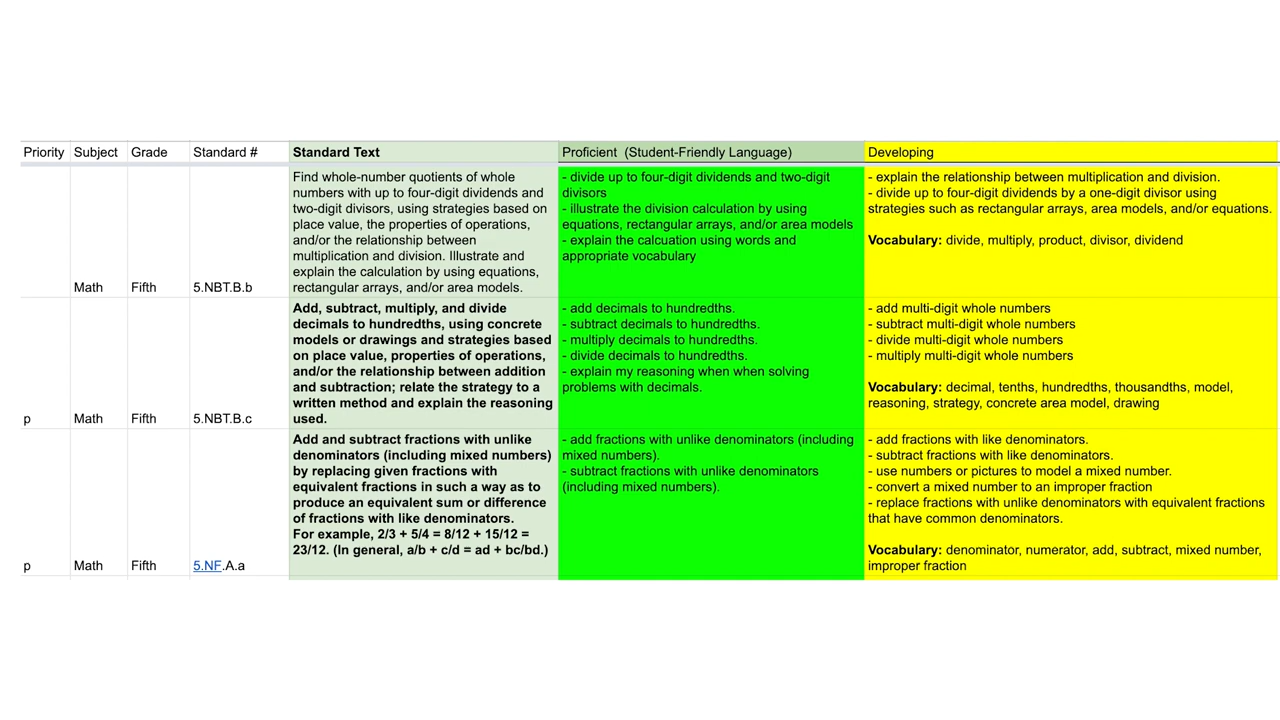 Priority Subject Grade Standard # Standard Text Proficient (Student-Friendly Language) Developing
Math Fifth 5.NBT.B.b
Find whole-number quotients of whole
numbers with up to four-digit dividends and
two-digit divisors, using strategies based on
place value, the properties of operations,
and/or the relationship between
multiplication and division. Illustrate and
explain the calculation by using equations,
rectangular arrays, and/or area models.
- divide up to four-digit dividends and two-digit
divisors
- illustrate the division calculation by using
equations, rectangular arrays, and/or area models
- explain the calcuation using words and
appropriate vocabulary
- explain the relationship between multiplication and division.
- divide up to four-digit dividends by a one-digit divisor using
strategies such as rectangular arrays, area models, and/or equations.
Vocabulary: divide, multiply, product, divisor, dividend
p Math Fifth 5.NBT.B.c
Add, subtract, multiply, and divide
decimals to hundredths, using concrete
models or drawings and strategies based
on place value, properties of operations,
and/or the relationship between addition
and subtraction; relate the strategy to a
written method and explain the reasoning
used.
- add decimals to hundredths.
- subtract decimals to hundredths.
- multiply decimals to hundredths.
- divide decimals to hundredths.
- explain my reasoning when when solving
problems with decimals.
- add multi-digit whole numbers
- subtract multi-digit whole numbers
- divide multi-digit whole numbers
- multiply multi-digit whole numbers
Vocabulary: decimal, tenths, hundredths, thousandths, model,
reasoning, strategy, concrete area model, drawing
p Math Fifth 5.NF.A.a
Add and subtract fractions with unlike
denominators (including mixed numbers)
by replacing given fractions with
equivalent fractions in such a way as to
produce an equivalent sum or difference
of fractions with like denominators.
For example, 2/3 + 5/4 = 8/12 + 15/12 =
23/12. (In general, a/b + c/d = ad + bc/bd.)
- add fractions with unlike denominators (including
mixed numbers).
- subtract fractions with unlike denominators
(including mixed numbers).
- add fractions with like denominators.
- subtract fractions with like denominators.
- use numbers or pictures to model a mixed number.
- convert a mixed number to an improper fraction
- replace fractions with unlike denominators with equivalent fractions
that have common denominators.
Vocabulary: denominator, numerator, add, subtract, mixed number,
improper fraction